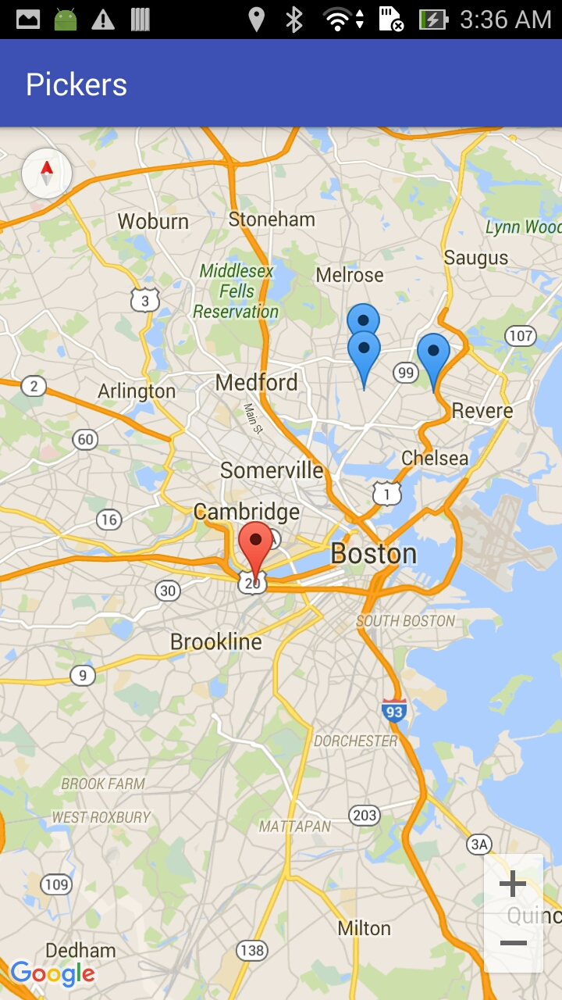 3:36 AM
Pickers
Woburn
Stoneham
Lynn Wood
Saugus
Middlesex
Fells
Reservation
Melrose
3
107
99
2
Arlington
Medford
Main St
Revere
60
Chelsea
Somerville
1
16
Cambridge
A
Boston
20
30
SOUTH BOSTON
Brookline
9
93
DORCHESTER
BROOK FARM
WEST ROXBURY
203
MATTAPAN
3A
109
+
Quinc
−
Milton
138
Dedham
Google